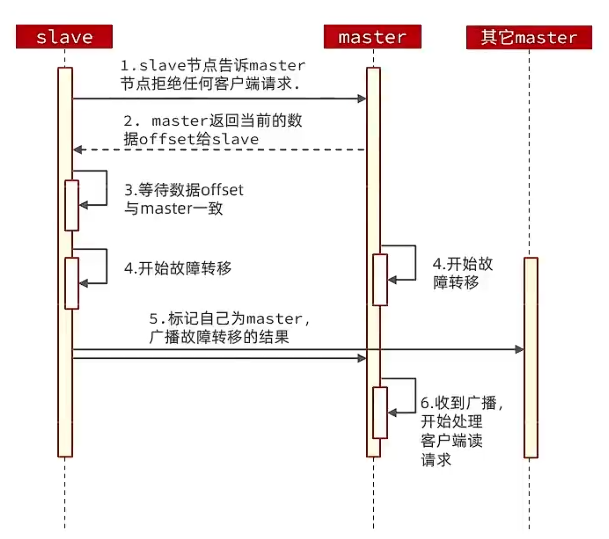 slave
master
其它master
1.slave节点告诉master
节点拒绝任何客户端请求.
2. master返回当前的数
据offset给slave
3.等待数据offset
与master一致
4.开始故障转移
4.开始故
障转移
5.标记自己为master,
广播故障转移的结果
6.收到广播,
开始处理
客户端读
请求